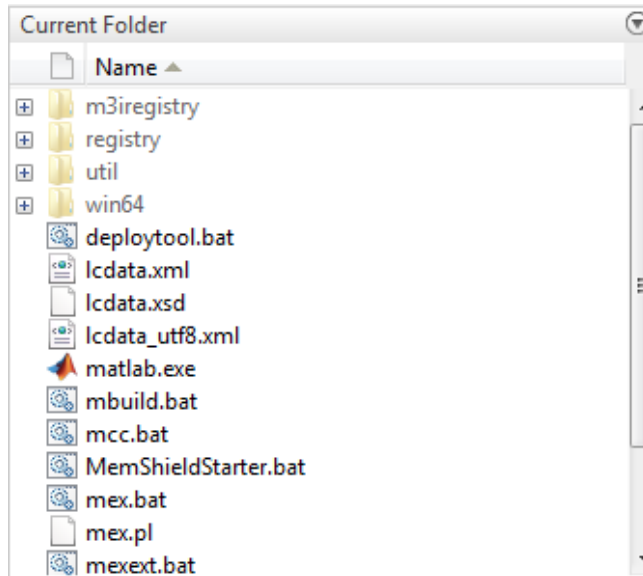 Current Folder
Name
m3iregistry
registry
util
win64
deploytool.bat
lcdata.xml
lcdata.xsd
lcdata_utf8.xml
matlab.exe
mbuild.bat
mcc.bat
MemShieldStarter.bat
mex.bat
mex.pl
mexext.bat